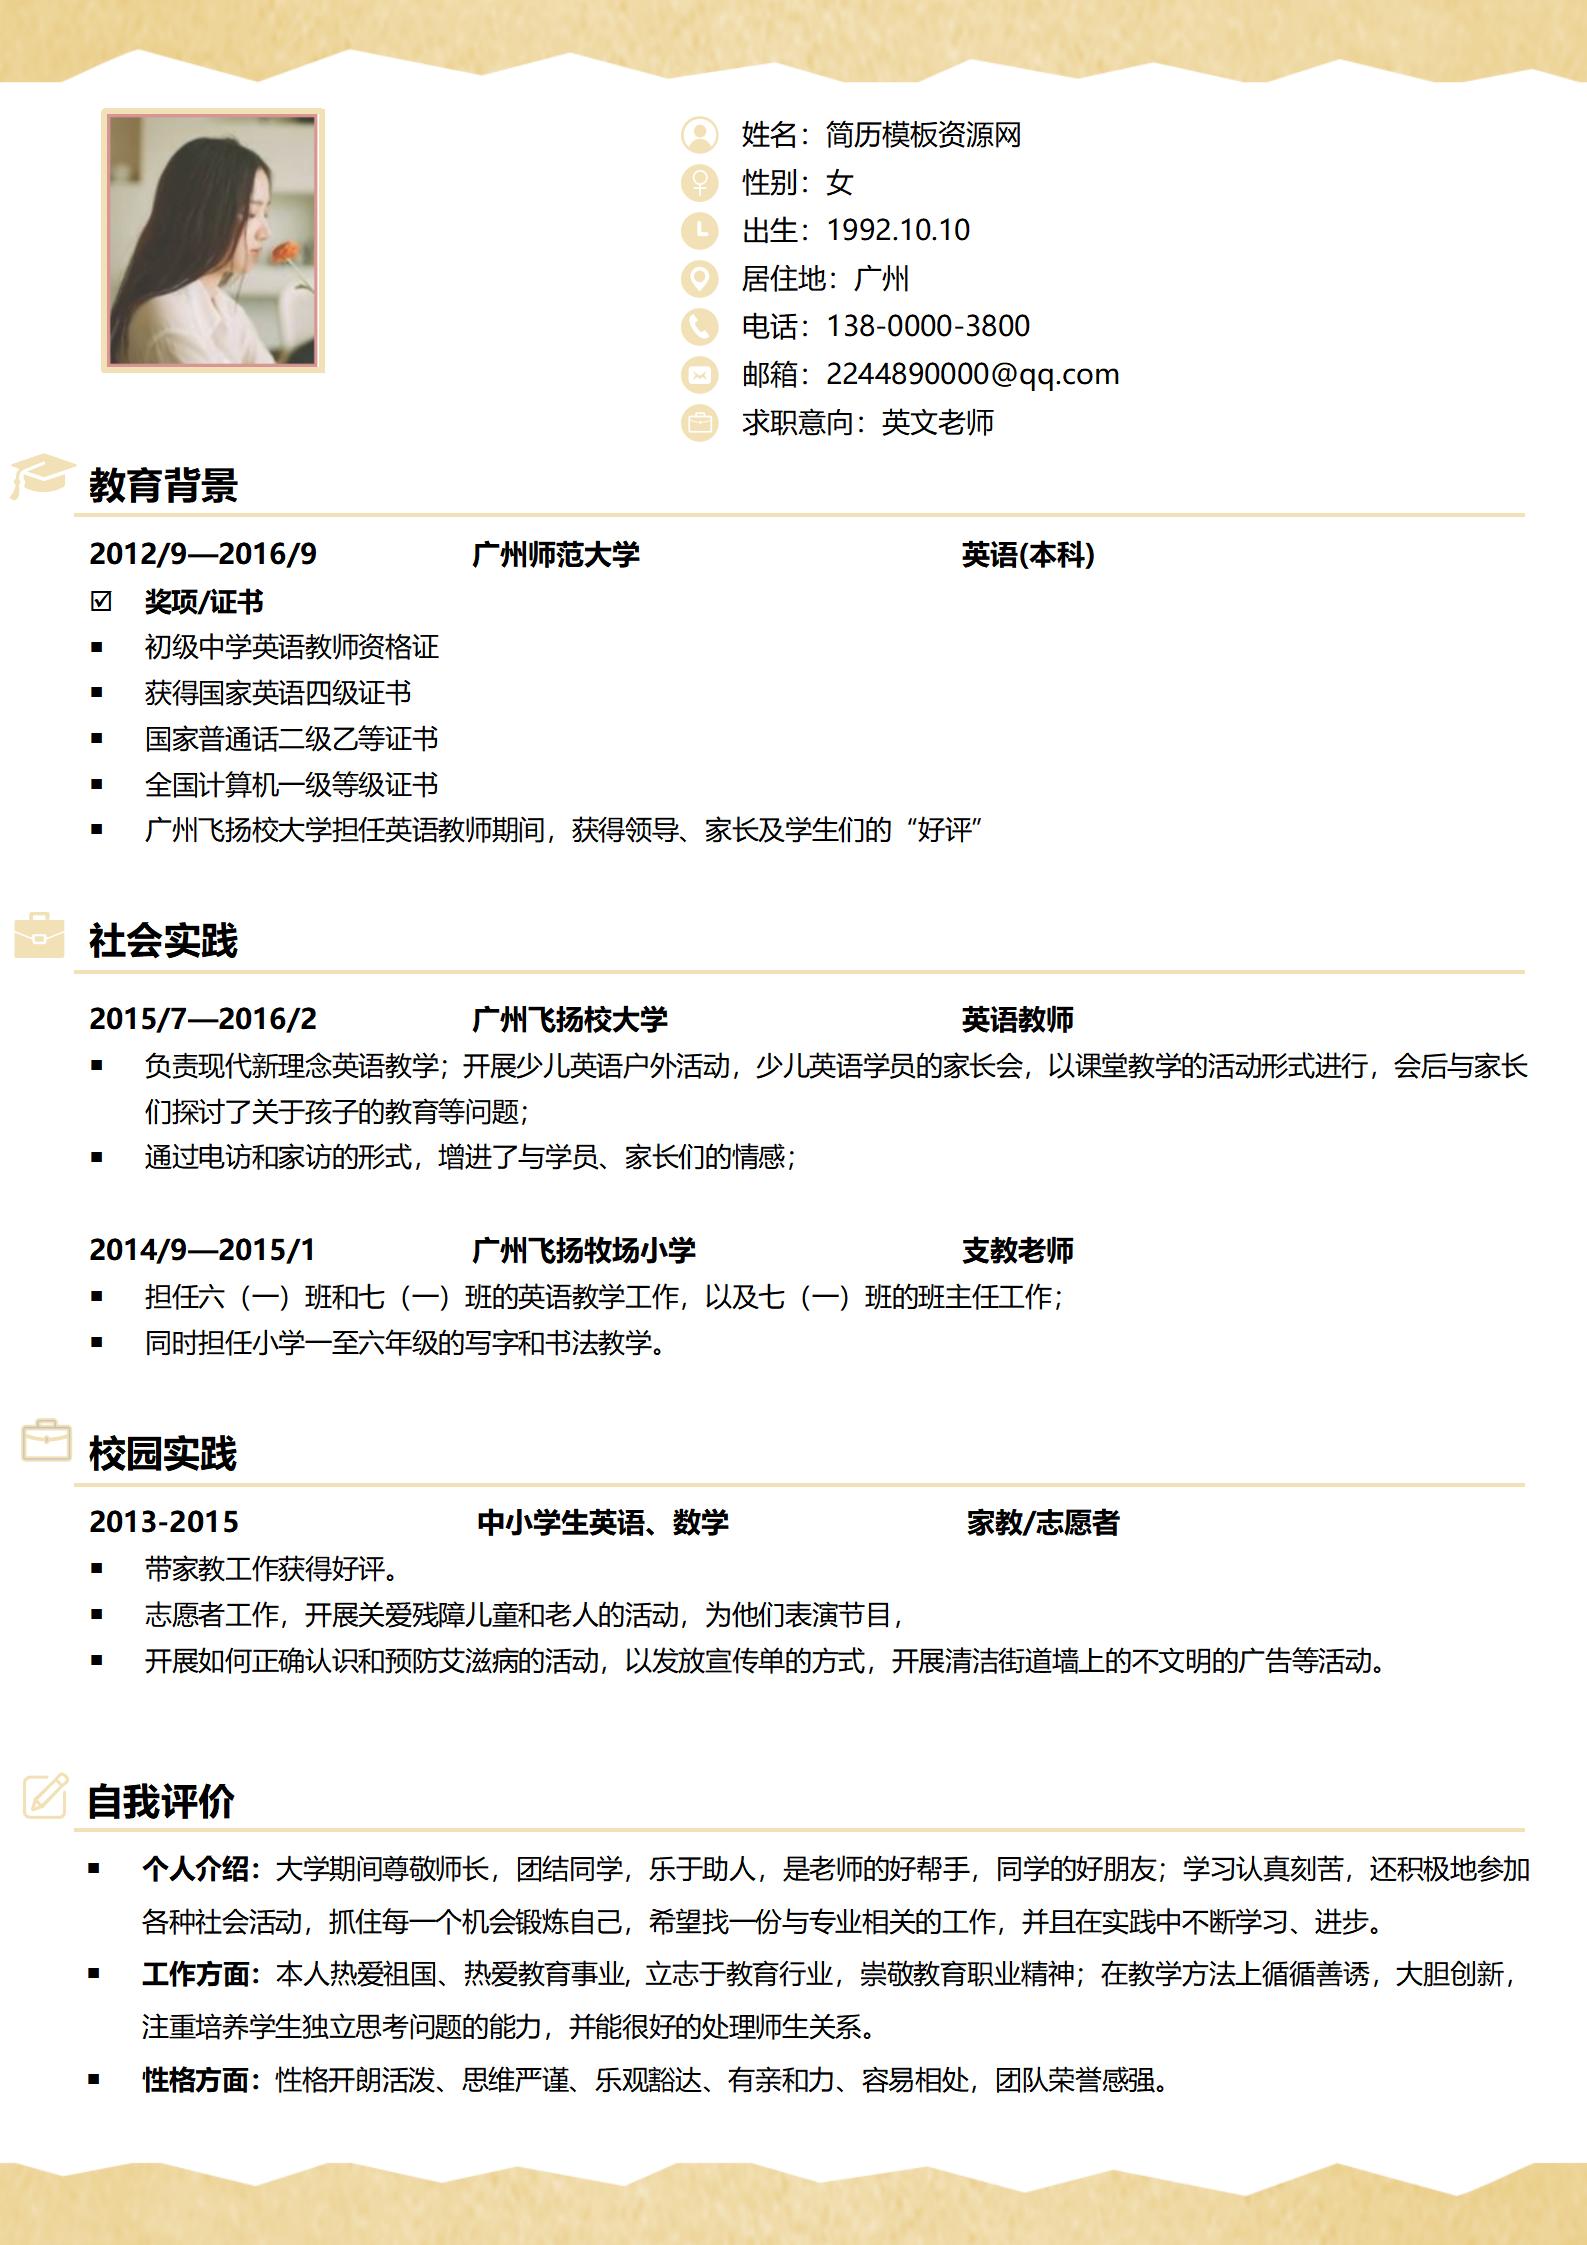 姓名：简历模板资源网
性别：女
出生：1992.10.10
居住地：广州
电话：138-0000-3800
邮箱：2244890000@qq.com
求职意向：英文老师
教育背景
2012/9—2016/9 广州师范大学 英语(本科)
☑ 奖项/证书
▪ 初级中学英语教师资格证
▪ 获得国家英语四级证书
▪ 国家普通话二级乙等证书
▪ 全国计算机一级等级证书
▪ 广州飞扬校大学担任英语教师期间，获得领导、家长及学生们的“好评”
社会实践
2015/7—2016/2 广州飞扬校大学 英语教师
▪ 负责现代新理念英语教学；开展少儿英语户外活动，少儿英语学员的家长会，以课堂教学的活动形式进行，会后与家长
们探讨了关于孩子的教育等问题；
▪ 通过电访和家访的形式，增进了与学员、家长们的情感；
2014/9—2015/1 广州飞扬牧场小学 支教老师
▪ 担任六（一）班和七（一）班的英语教学工作，以及七（一）班的班主任工作；
▪ 同时担任小学一至六年级的写字和书法教学。
校园实践
2013-2015 中小学生英语、数学 家教/志愿者
▪ 带家教工作获得好评。
▪ 志愿者工作，开展关爱残障儿童和老人的活动，为他们表演节目，
▪ 开展如何正确认识和预防艾滋病的活动，以发放宣传单的方式，开展清洁街道墙上的不文明的广告等活动。
自我评价
▪ 个人介绍：大学期间尊敬师长，团结同学，乐于助人，是老师的好帮手，同学的好朋友；学习认真刻苦，还积极地参加
各种社会活动，抓住每一个机会锻炼自己，希望找一份与专业相关的工作，并且在实践中不断学习、进步。
▪ 工作方面：本人热爱祖国、热爱教育事业, 立志于教育行业，崇敬教育职业精神；在教学方法上循循善诱，大胆创新，
注重培养学生独立思考问题的能力，并能很好的处理师生关系。
▪ 性格方面：性格开朗活泼、思维严谨、乐观豁达、有亲和力、容易相处，团队荣誉感强。